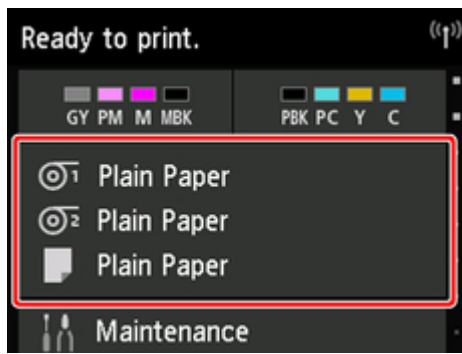 Ready to print.
GY PM M MBK PBK PC Y C
1 Plain Paper
2 Plain Paper
Plain Paper
Maintenance